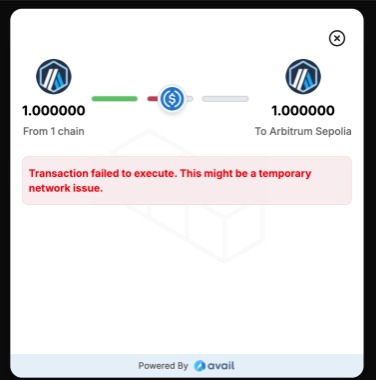 1.000000
1.000000
From 1 chain
To Arbitrum Sepolia
Transaction failed to execute. This might be a temporary
network issue.
Powered By avail